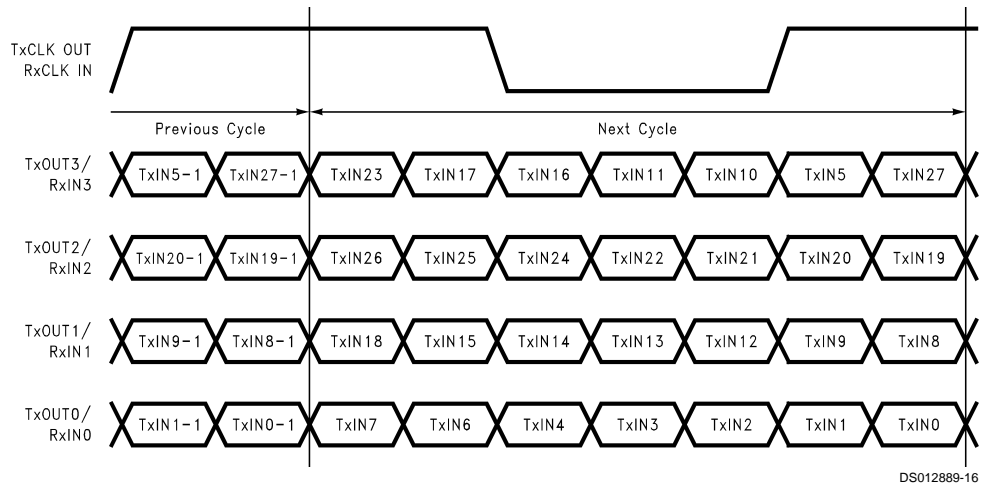 TxCLK OUT
RxCLK IN
Previous Cycle
Next Cycle
TxOUT3/
RxIN3
TxIN5-1 TxIN27-1 TxIN23 TxIN17 TxIN16 TxIN11 TxIN10 TxIN5 TxIN27
TxOUT2/
RxIN2
TxIN20-1 TxIN19-1 TxIN26 TxIN25 TxIN24 TxIN22 TxIN21 TxIN20 TxIN19
TxOUT1/
RxIN1
TxIN9-1 TxIN8-1 TxIN18 TxIN15 TxIN14 TxIN13 TxIN12 TxIN9 TxIN8
TxOUT0/
RxIN0
TxIN1-1 TxIN0-1 TxIN7 TxIN6 TxIN4 TxIN3 TxIN2 TxIN1 TxIN0
DS012889-16